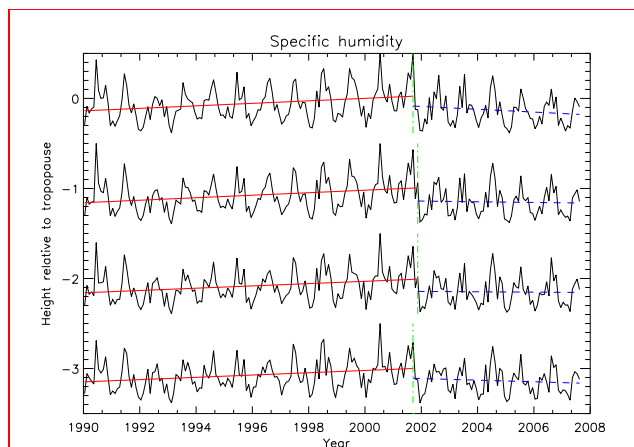 Specific humidity
Height relative to tropopause
0
-1
-2
-3
1990 1992 1994 1996 1998 2000 2002 2004 2006 2008
Year